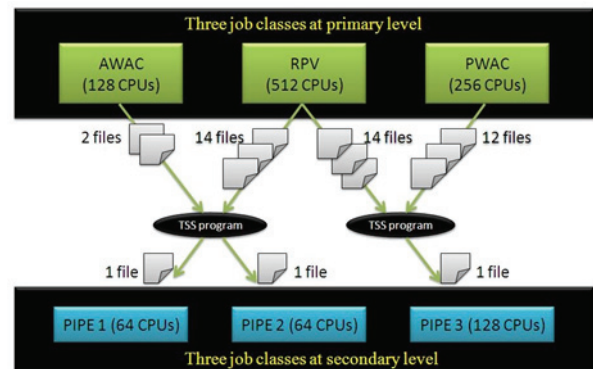 Three job classes at primary level
AWAC
(128 CPUs)
RPV
(512 CPUs)
PWAC
(256 CPUs)
2 files
14 files
14 files
12 files
TSS program
TSS program
1 file
1 file
1 file
PIPE 1 (64 CPUs)
PIPE 2 (64 CPUs)
PIPE 3 (128 CPUs)
Three job classes at secondary level